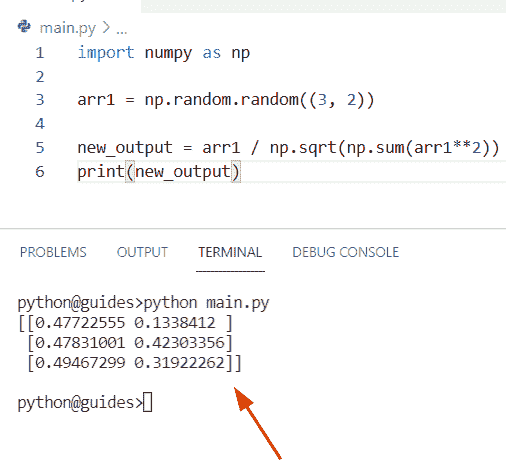 main.py > ...
1 import numpy as np
2
3 arr1 = np.random.random((3, 2))
4
5 new_output = arr1 / np.sqrt(np.sum(arr1**2))
6 print(new_output)
PROBLEMS OUTPUT TERMINAL DEBUG CONSOLE
python@guides>python main.py
[[0.47722555 0.1338412 ]
 [0.47831001 0.42303356]
 [0.49467299 0.31922262]]
python@guides>